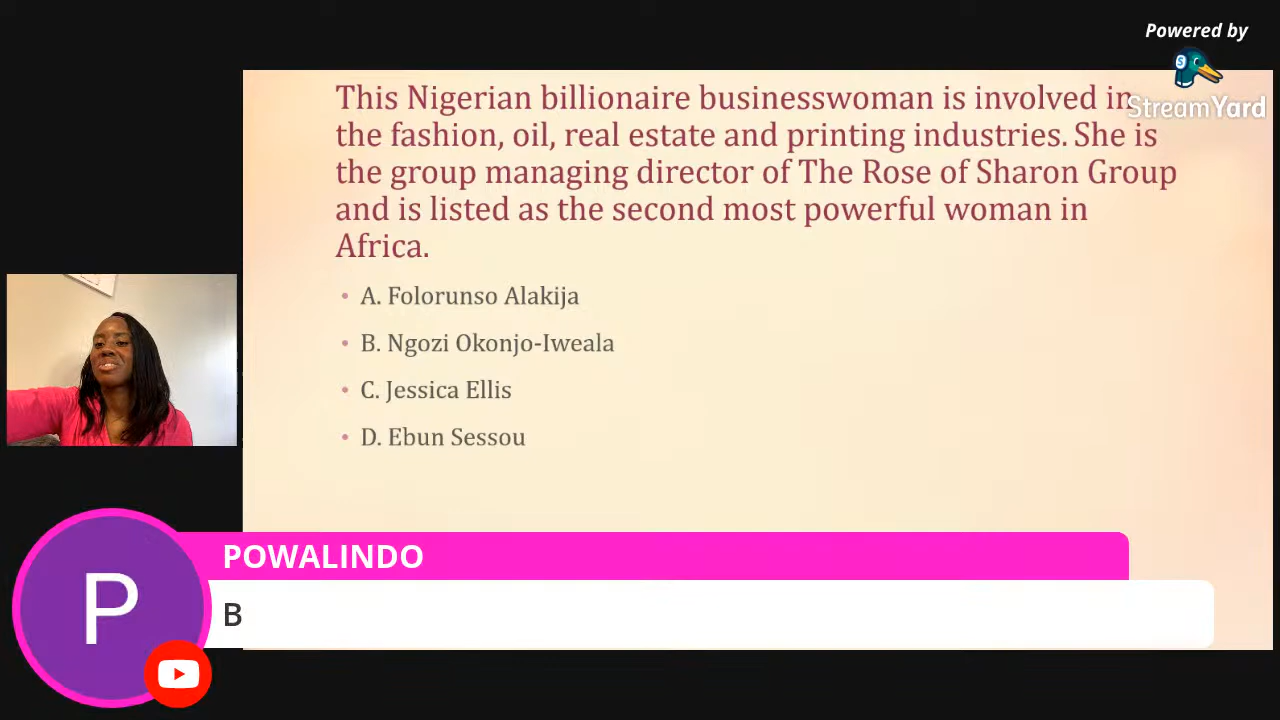 Powered by
StreamYard
This Nigerian billionaire businesswoman is involved in
the fashion, oil, real estate and printing industries. She is
the group managing director of The Rose of Sharon Group
and is listed as the second most powerful woman in
Africa.
• A. Folorunso Alakija
• B. Ngozi Okonjo-Iweala
• C. Jessica Ellis
• D. Ebun Sessou
P
POWALINDO
B